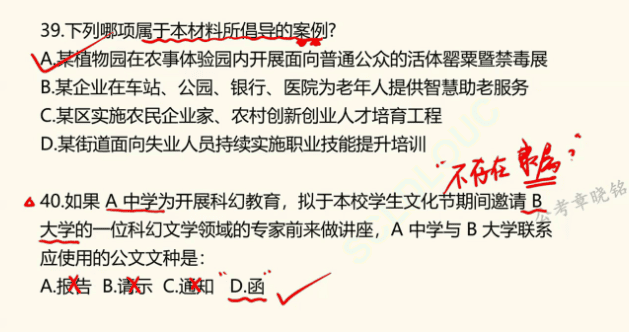 39.下列哪项属于本材料所倡导的案例?
A.某植物园在农事体验园内开展面向普通公众的活体罂粟暨禁毒展
B.某企业在车站、公园、银行、医院为老年人提供智慧助老服务
C.某区实施农民企业家、农村创新创业人才培育工程
D.某街道面向失业人员持续实施职业技能提升培训
"不存在隶属"
40.如果 A 中学为开展科幻教育，拟于本校学生文化节期间邀请 B
大学的一位科幻文学领域的专家前来做讲座，A 中学与 B 大学联系
应使用的公文文种是：
A.报告 B.请示 C.通知 D.函
公考章晓铭